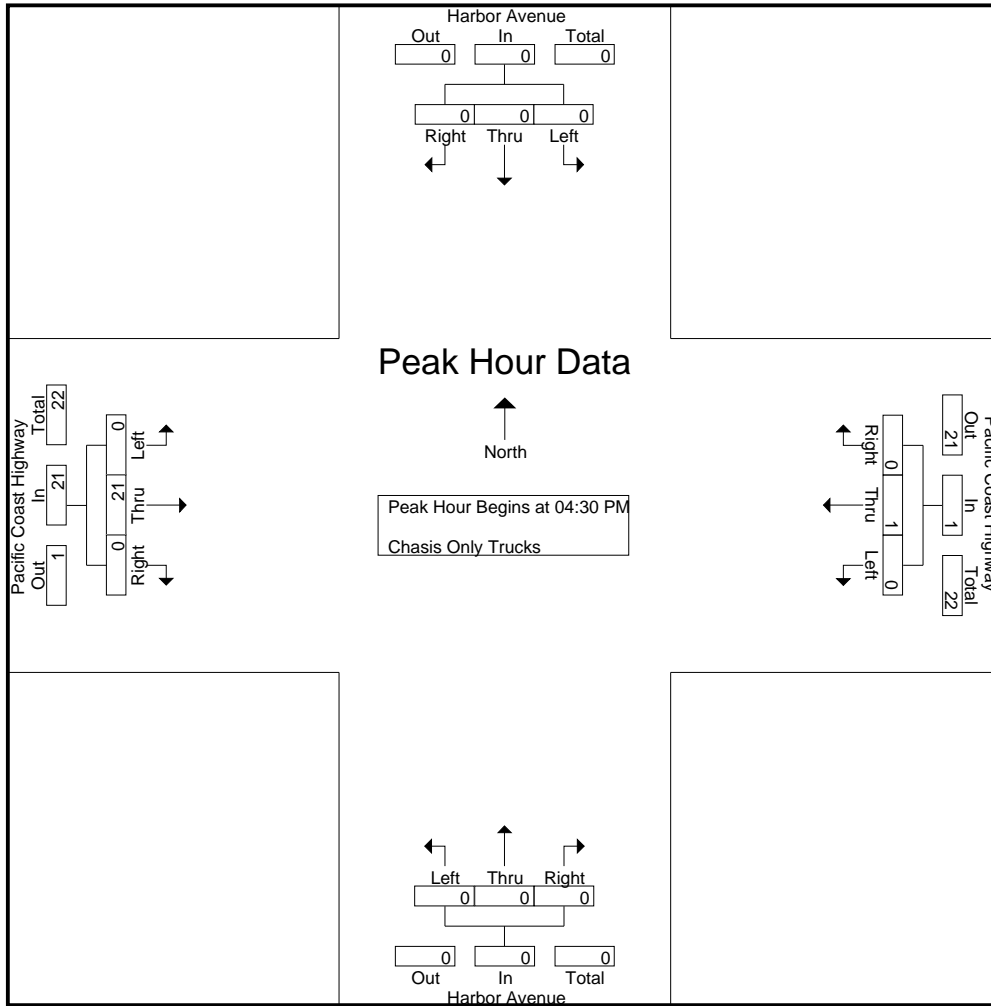 Harbor Avenue
Out In Total
0 0 0
0 0 0
Right Thru Left
Peak Hour Data
North
Peak Hour Begins at 04:30 PM
Chasis Only Trucks
Pacific Coast Highway
Out In Total
1 21 22
0 21 0
Right Thru Left
Pacific Coast Highway
Out In Total
21 1 22
0 1 0
Right Thru Left
Left Thru Right
0 0 0
0 0 0
Out In Total
Harbor Avenue